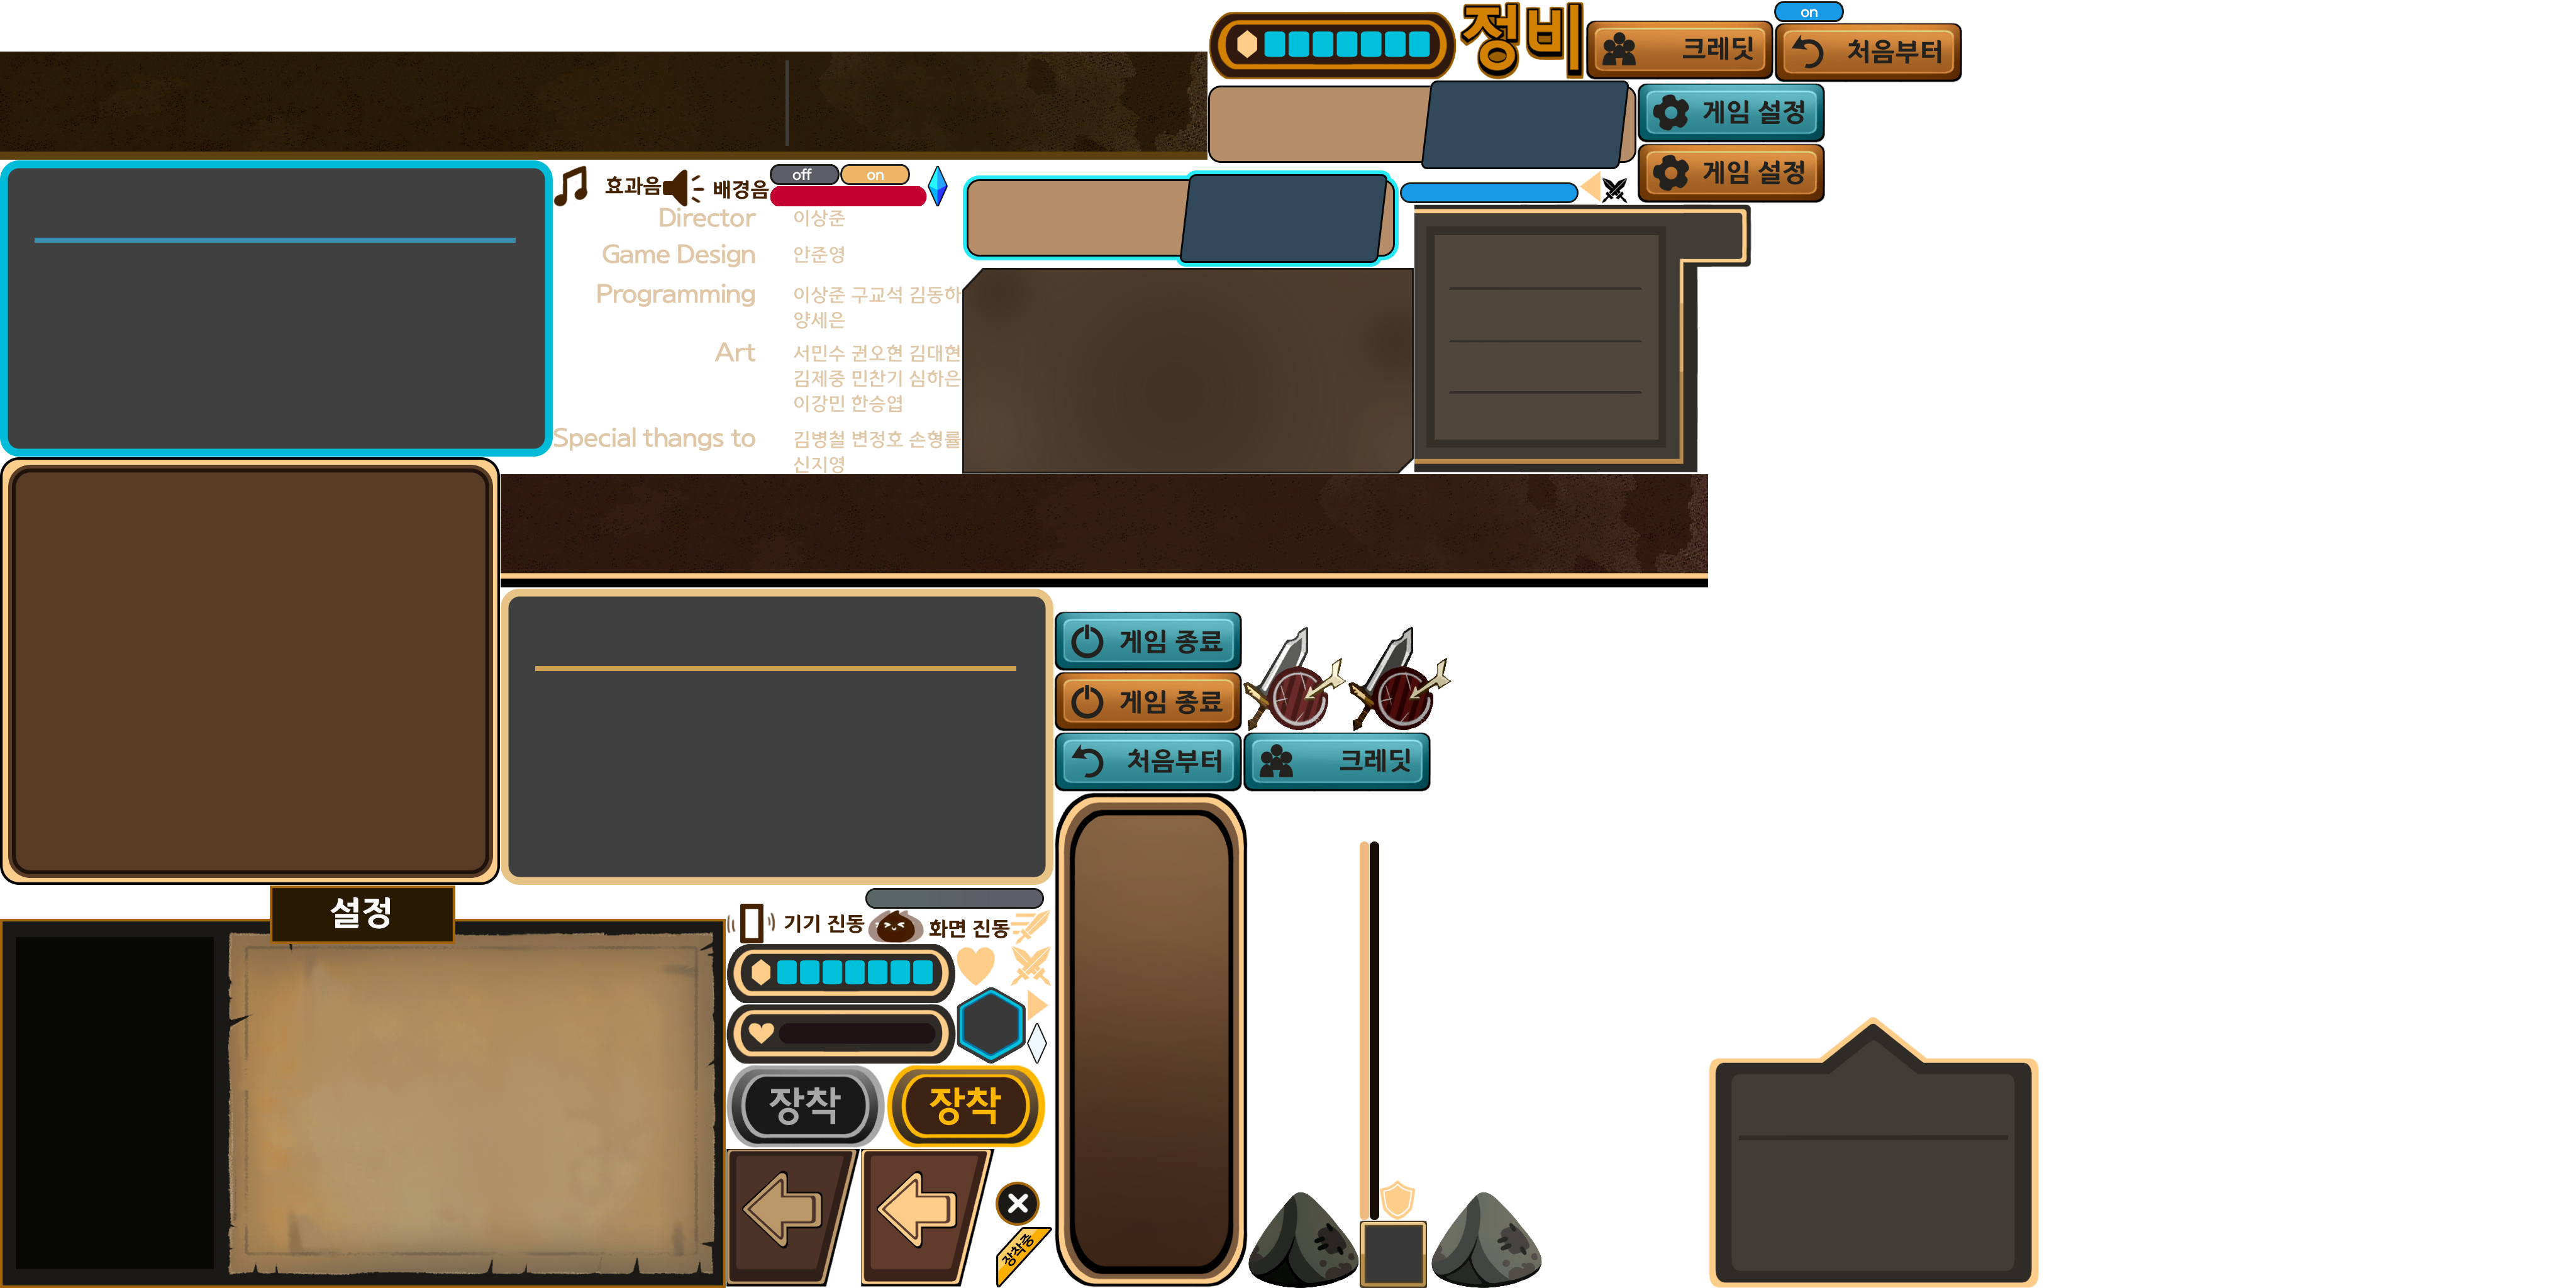 정비
크레딧
on
처음부터
게임 설정
게임 설정
효과음
배경음
off
on
Director
이상준
Game Design
안준영
Programming
이상준 구교석 김동하
양세은
Art
서민수 권오현 김대현
김제중 민찬기 심하은
이강민 한승엽
Special thangs to
김병철 변정호 손형률
신지영
게임 종료
게임 종료
처음부터
크레딧
설정
기기 진동
화면 진동
장착
장착
장착중